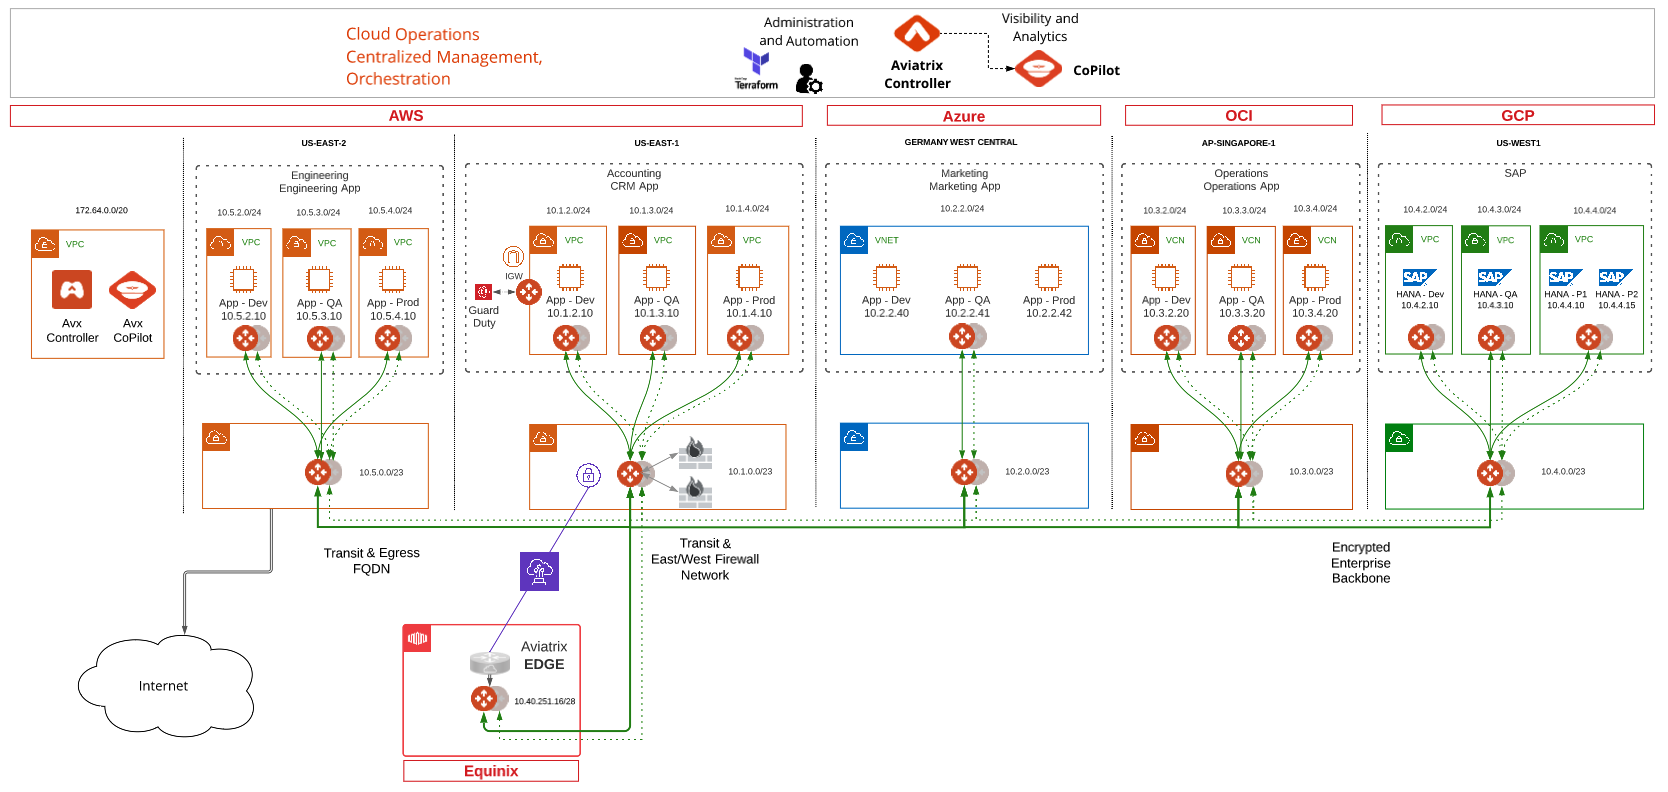 Cloud Operations
Centralized Management,
Orchestration
Administration
and Automation
Terraform
Aviatrix
Controller
Visibility and
Analytics
CoPilot
AWS
Azure
OCI
GCP
US-EAST-2
US-EAST-1
GERMANY WEST CENTRAL
AP-SINGAPORE-1
US-WEST1
172.64.0.0/20
VPC
Avx
Controller
Avx
CoPilot
Engineering
Engineering App
10.5.2.0/24
10.5.3.0/24
10.5.4.0/24
VPC
VPC
VPC
App - Dev
10.5.2.10
App - QA
10.5.3.10
App - Prod
10.5.4.10
10.5.0.0/23
Accounting
CRM App
10.1.2.0/24
10.1.3.0/24
10.1.4.0/24
VPC
VPC
VPC
IGW
Guard
Duty
App - Dev
10.1.2.10
App - QA
10.1.3.10
App - Prod
10.1.4.10
10.1.0.0/23
Marketing
Marketing App
10.2.2.0/24
VNET
App - Dev
10.2.2.40
App - QA
10.2.2.41
App - Prod
10.2.2.42
10.2.0.0/23
Operations
Operations App
10.3.2.0/24
10.3.3.0/24
10.3.4.0/24
VCN
VCN
VCN
App - Dev
10.3.2.20
App - QA
10.3.3.20
App - Prod
10.3.4.20
10.3.0.0/23
SAP
10.4.2.0/24
10.4.3.0/24
10.4.4.0/24
VPC
VPC
VPC
SAP
SAP
SAP
SAP
HANA - Dev
10.4.2.10
HANA - QA
10.4.3.10
HANA - P1
10.4.4.10
HANA - P2
10.4.4.15
10.4.0.0/23
Transit & Egress
FQDN
Transit &
East/West Firewall
Network
Encrypted
Enterprise
Backbone
Internet
Aviatrix
EDGE
10.40.251.16/28
Equinix